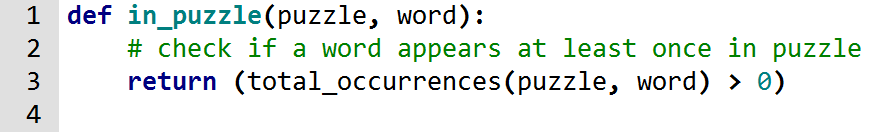 1 def in_puzzle(puzzle, word):
2     # check if a word appears at least once in puzzle
3     return (total_occurrences(puzzle, word) > 0)
4